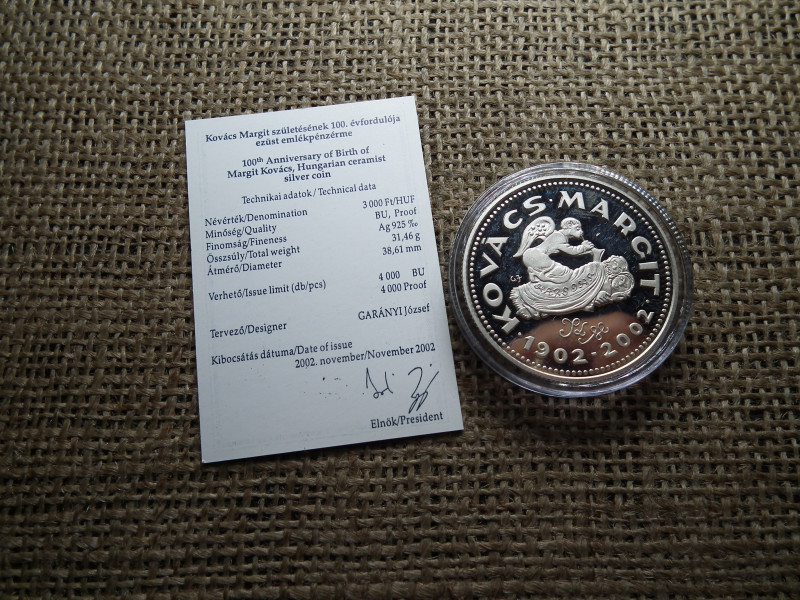 Kovács Margit születésének 100. évfordulója
ezüst emlékpénzérme
100th Anniversary of Birth of
Margit Kovács, Hungarian ceramist
silver coin
Technikai adatok / Technical data
Névérték/Denomination 3 000 Ft/HUF
Minőség/Quality BU, Proof
Finomság/Fineness Ag 925 ‰
Összsúly/Total weight 31,46 g
Átmérő/Diameter 38,61 mm
Verhető/Issue limit (db/pcs) 4 000 BU
4 000 Proof
Tervező/Designer GARÁNYI József
Kibocsátás dátuma/Date of issue
2002. november/November 2002
Elnök/President
KOVÁCS MARGIT
1902-2002